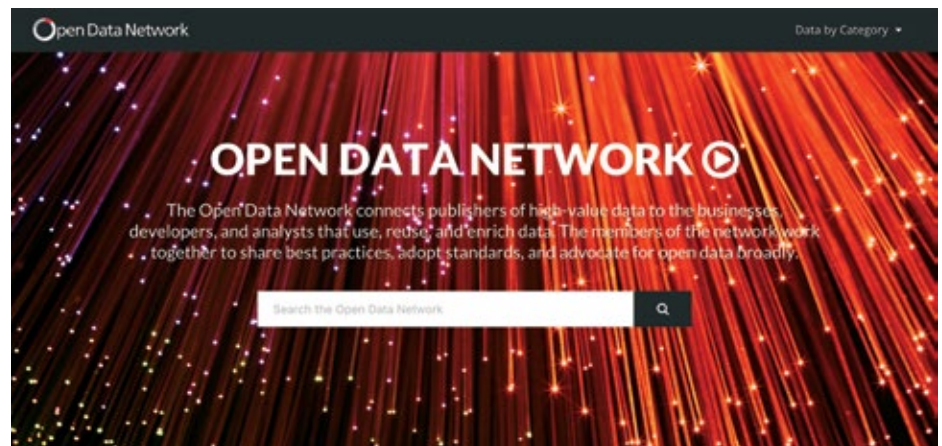 Open Data Network
Data by Category
OPEN DATA NETWORK
The Open Data Network connects publishers of high-value data to the businesses,
developers, and analysts that use, reuse, and enrich data. The members of the network work
together to share best practices, adopt standards, and advocate for open data broadly.
Search the Open Data Network